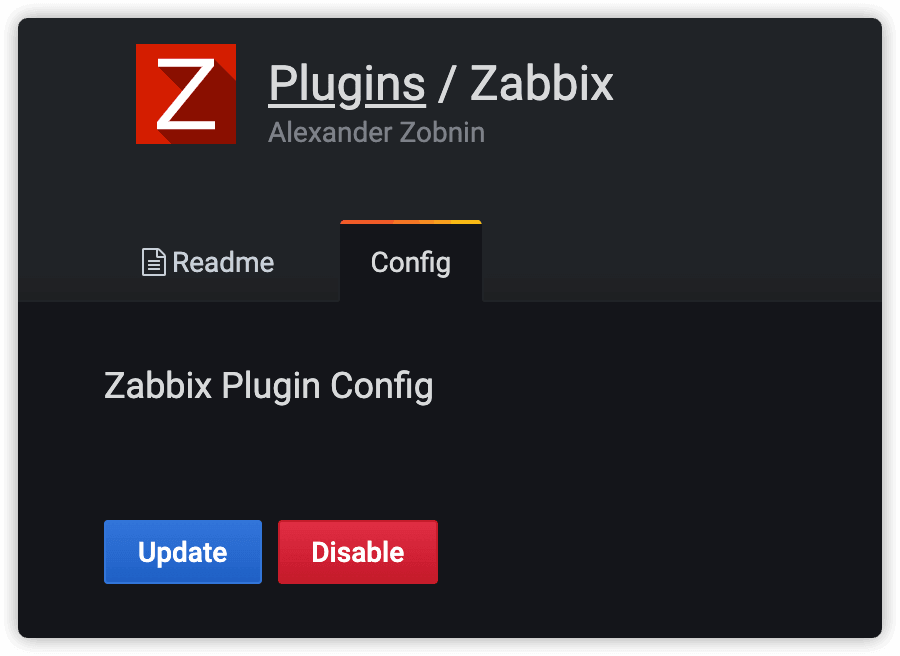 Z
Plugins / Zabbix
Alexander Zobnin
Readme
Config
Zabbix Plugin Config
Update
Disable